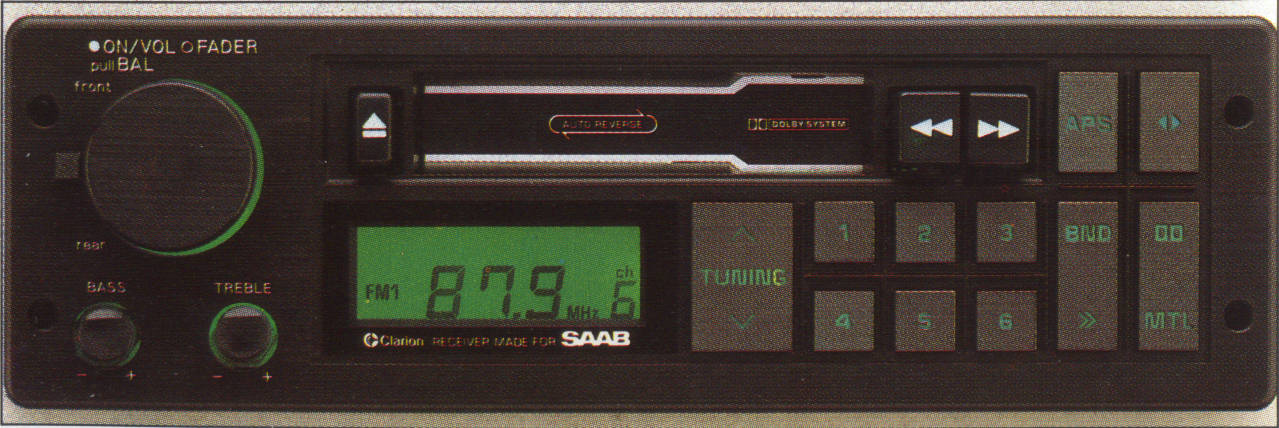 ON/VOL FADER
pull BAL
front
rear
BASS
TREBLE
- +
- +
AUTO REVERSE
DOLBY SYSTEM
APS
FM1 87.9 MHz ch 6
Clarion RECEIVER MADE FOR SAAB
TUNING
1 2 3
4 5 6
BND
MTL